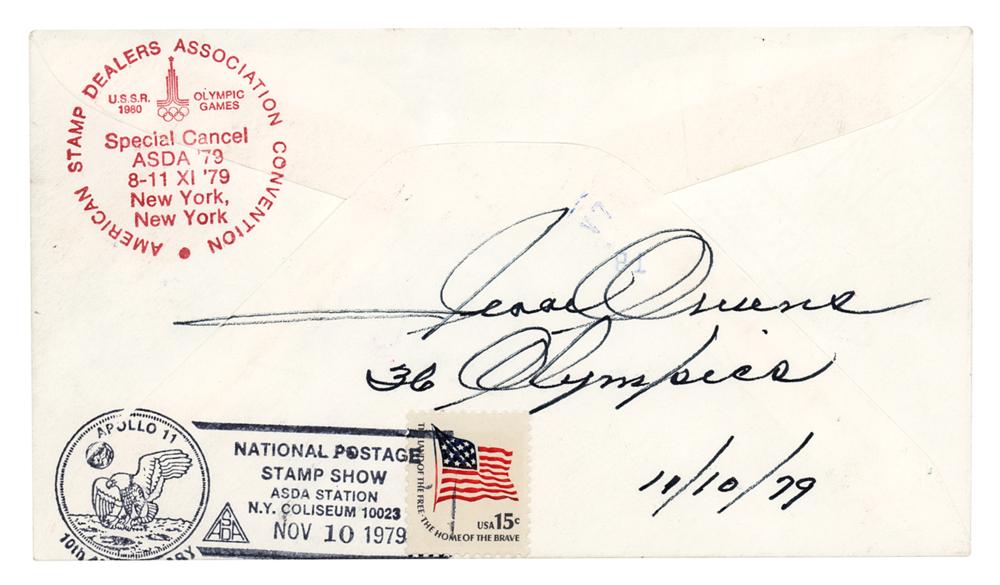 AMERICAN STAMP DEALERS ASSOCIATION CONVENTION
U.S.S.R. 1980
OLYMPIC GAMES
Special Cancel
ASDA '79
8-11 XI '79
New York,
New York
Jesse Owens
36 Olympics
11/10/79
APOLLO 11
10th
NATIONAL POSTAGE
STAMP SHOW
ASDA STATION
N.Y. COLISEUM 10023
NOV 10 1979
ASDA
THE LAND OF THE FREE · THE HOME OF THE BRAVE
USA 15c